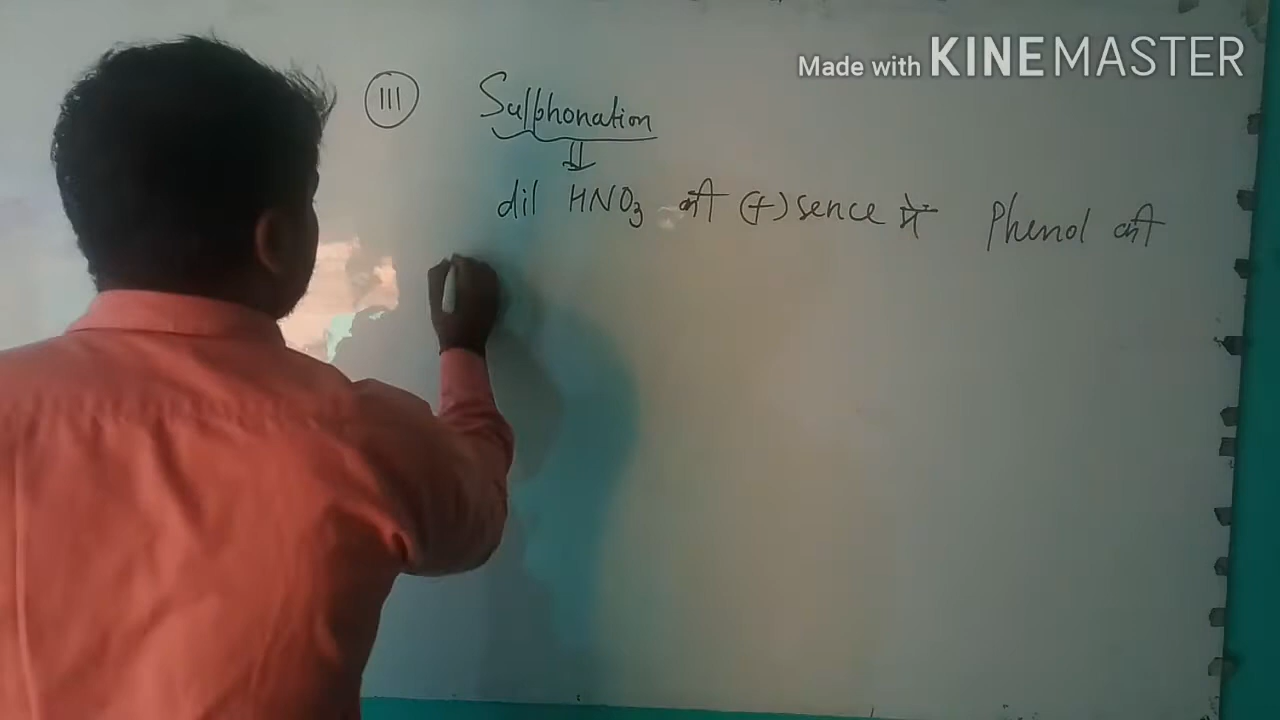 Made with KINEMASTER
III Sulphonation
dil HNO3 की (+)sence में Phenol की